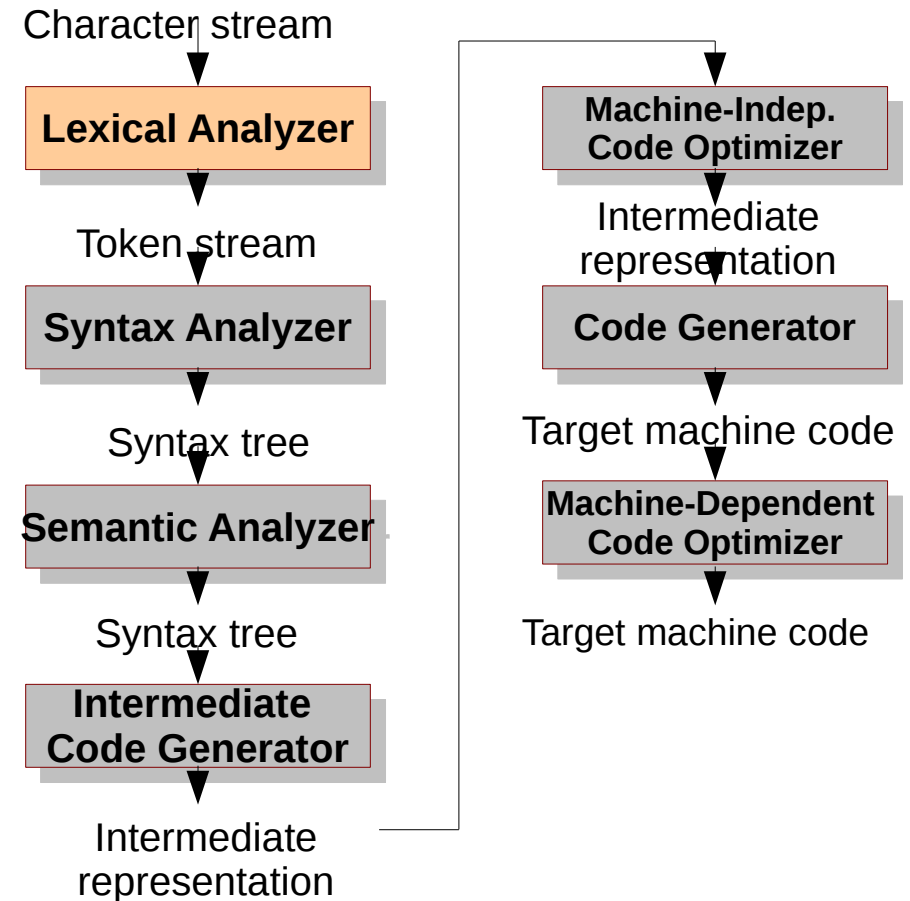 Character stream
Lexical Analyzer
Token stream
Syntax Analyzer
Syntax tree
Semantic Analyzer
Syntax tree
Intermediate
Code Generator
Intermediate
representation
Machine-Indep.
Code Optimizer
Intermediate
representation
Code Generator
Target machine code
Machine-Dependent
Code Optimizer
Target machine code